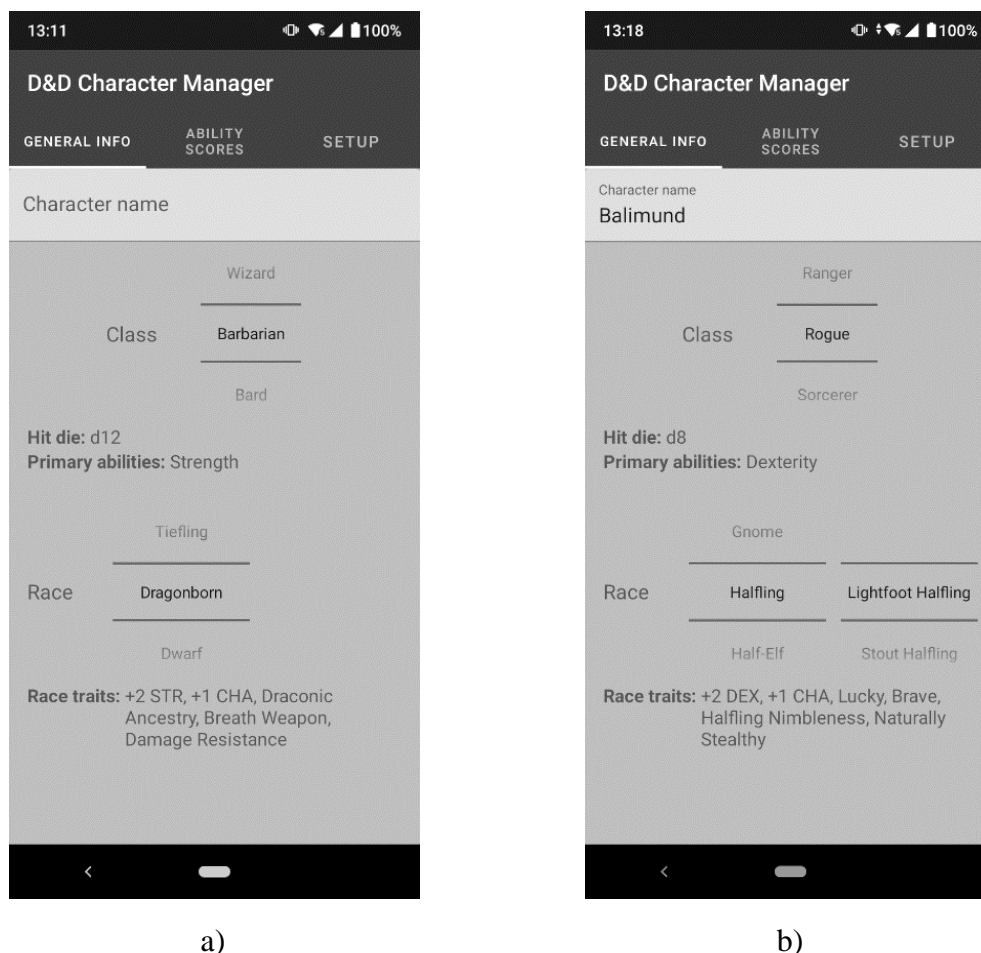 13:11 100%
D&D Character Manager
GENERAL INFO ABILITY SCORES SETUP
Character name
Wizard
Class Barbarian
Bard
Hit die: d12
Primary abilities: Strength
Tiefling
Race Dragonborn
Dwarf
Race traits: +2 STR, +1 CHA, Draconic
Ancestry, Breath Weapon,
Damage Resistance
a)
13:18 100%
D&D Character Manager
GENERAL INFO ABILITY SCORES SETUP
Character name
Balimund
Ranger
Class Rogue
Sorcerer
Hit die: d8
Primary abilities: Dexterity
Gnome
Race Halfling Lightfoot Halfling
Half-Elf Stout Halfling
Race traits: +2 DEX, +1 CHA, Lucky, Brave,
Halfling Nimbleness, Naturally
Stealthy
b)